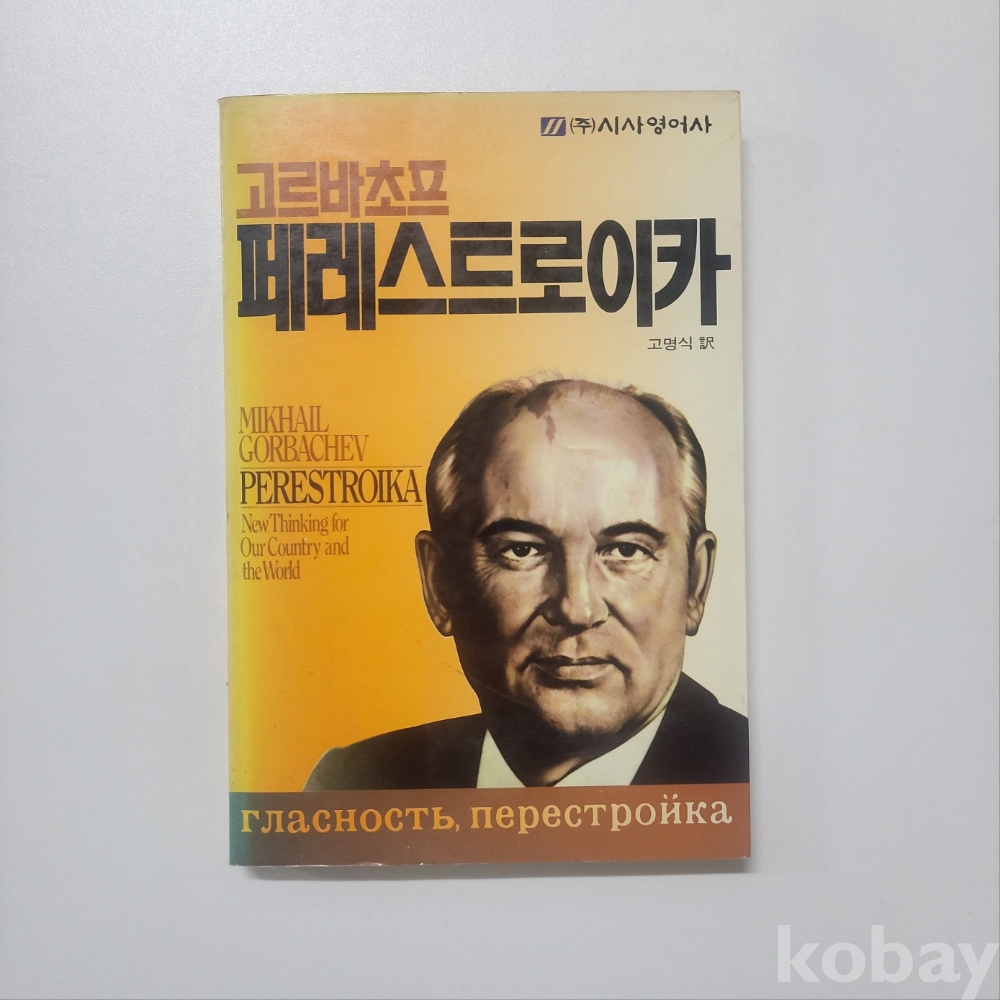 (주)시사영어사
고르바초프
페레스트로이카
고명식 訳
MIKHAIL
GORBACHEV
PERESTROIKA
New Thinking for
Our Country and
the World
гласность, перестройка
kobay